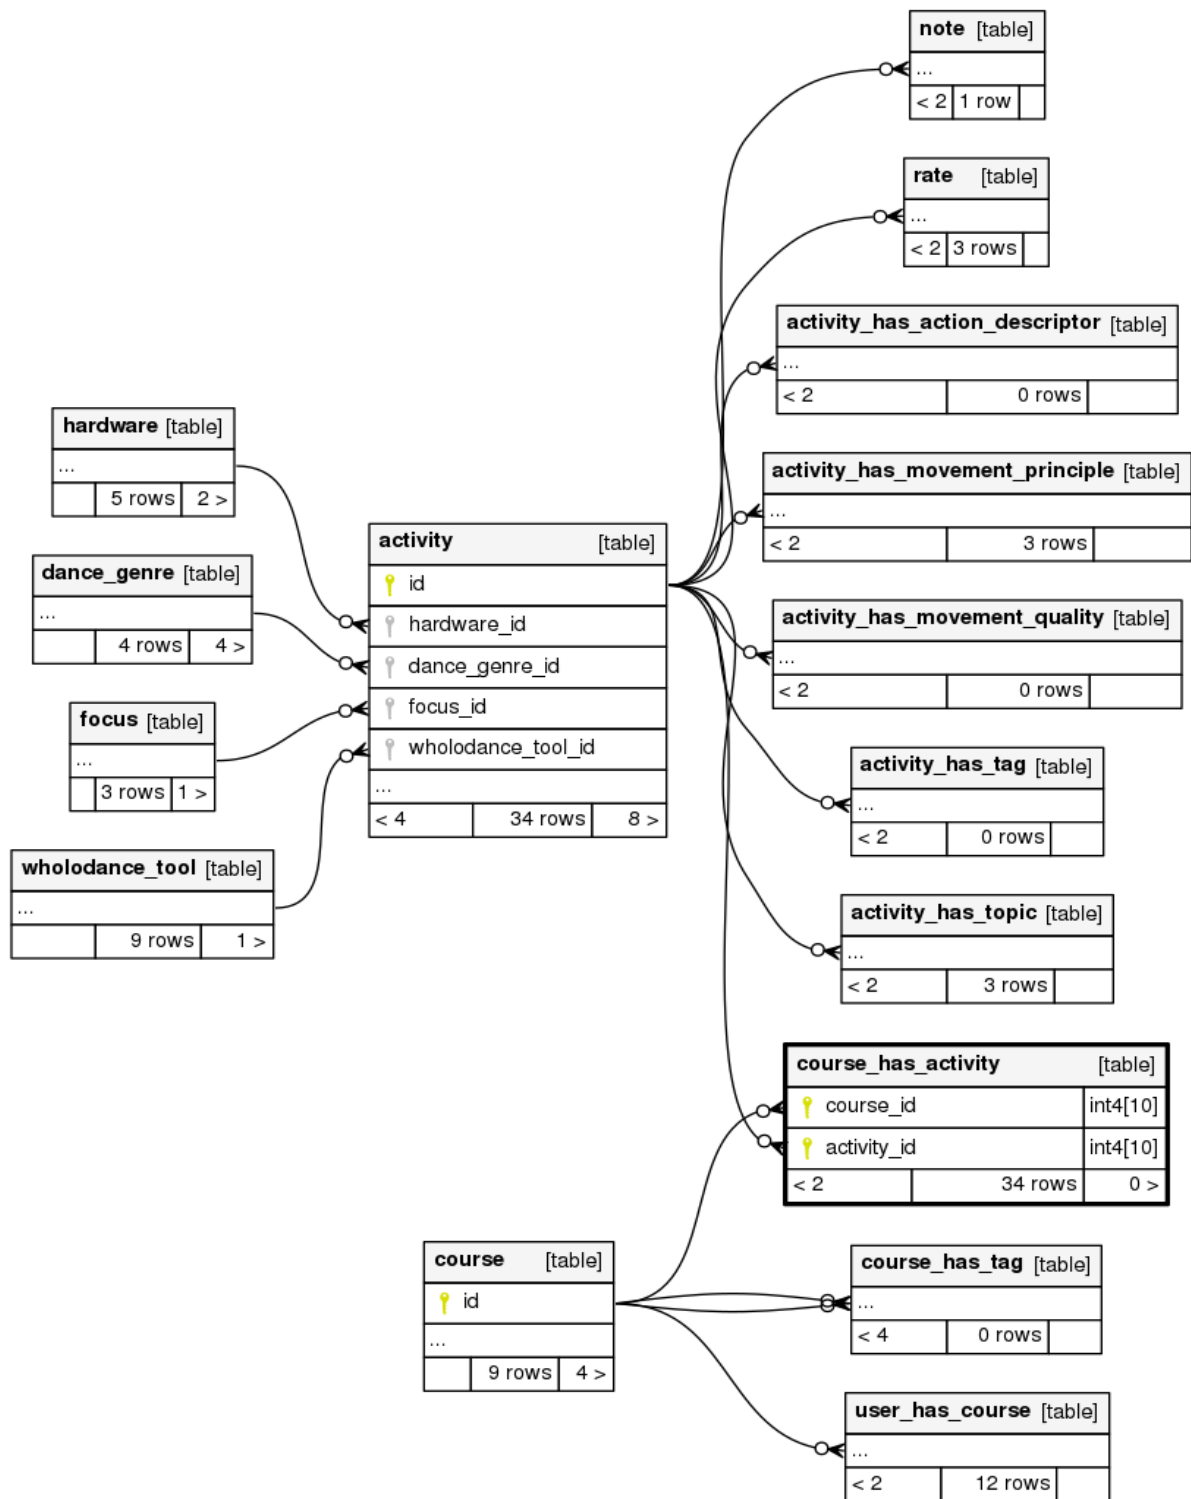 note [table]
...
< 2 1 row
rate [table]
...
< 2 3 rows
activity_has_action_descriptor [table]
...
< 2 0 rows
hardware [table]
...
5 rows 2 >
activity_has_movement_principle [table]
...
< 2 3 rows
activity [table]
id
hardware_id
dance_genre_id
focus_id
wholodance_tool_id
...
< 4 34 rows 8 >
dance_genre [table]
...
4 rows 4 >
activity_has_movement_quality [table]
...
< 2 0 rows
focus [table]
...
3 rows 1 >
activity_has_tag [table]
...
< 2 0 rows
wholodance_tool [table]
...
9 rows 1 >
activity_has_topic [table]
...
< 2 3 rows
course_has_activity [table]
course_id int4[10]
activity_id int4[10]
< 2 34 rows 0 >
course [table]
id
...
9 rows 4 >
course_has_tag [table]
...
< 4 0 rows
user_has_course [table]
...
< 2 12 rows